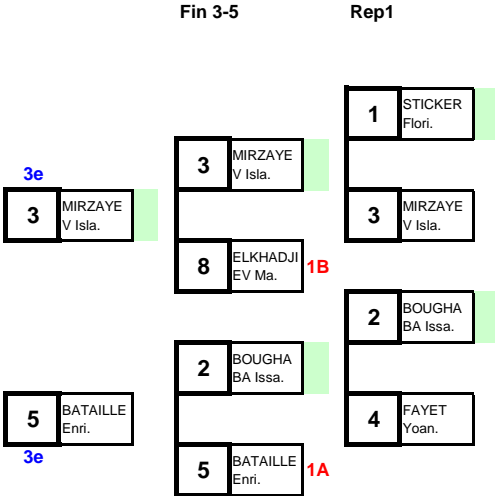 Fin 3-5
Rep1
1
STICKER
Flori.
3
MIRZAYE
V Isla.
3e
3
MIRZAYE
V Isla.
3
MIRZAYE
V Isla.
8
ELKHADJI
EV Ma.
1B
2
BOUGHA
BA Issa.
2
BOUGHA
BA Issa.
5
BATAILLE
Enri.
3e
4
FAYET
Yoan.
5
BATAILLE
Enri.
1A